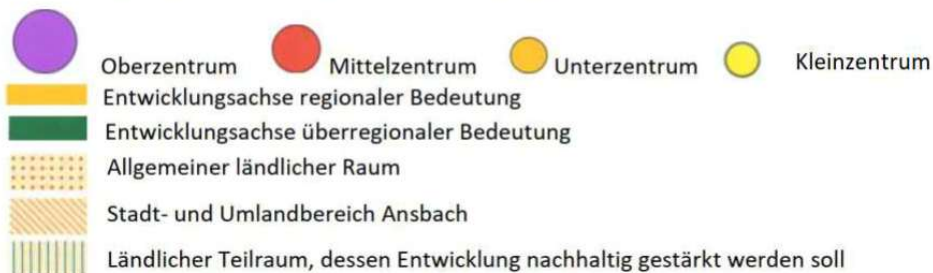 Oberzentrum Mittelzentrum Unterzentrum Kleinzentrum
Entwicklungsachse regionaler Bedeutung
Entwicklungsachse überregionaler Bedeutung
Allgemeiner ländlicher Raum
Stadt- und Umlandbereich Ansbach
Ländlicher Teilraum, dessen Entwicklung nachhaltig gestärkt werden soll